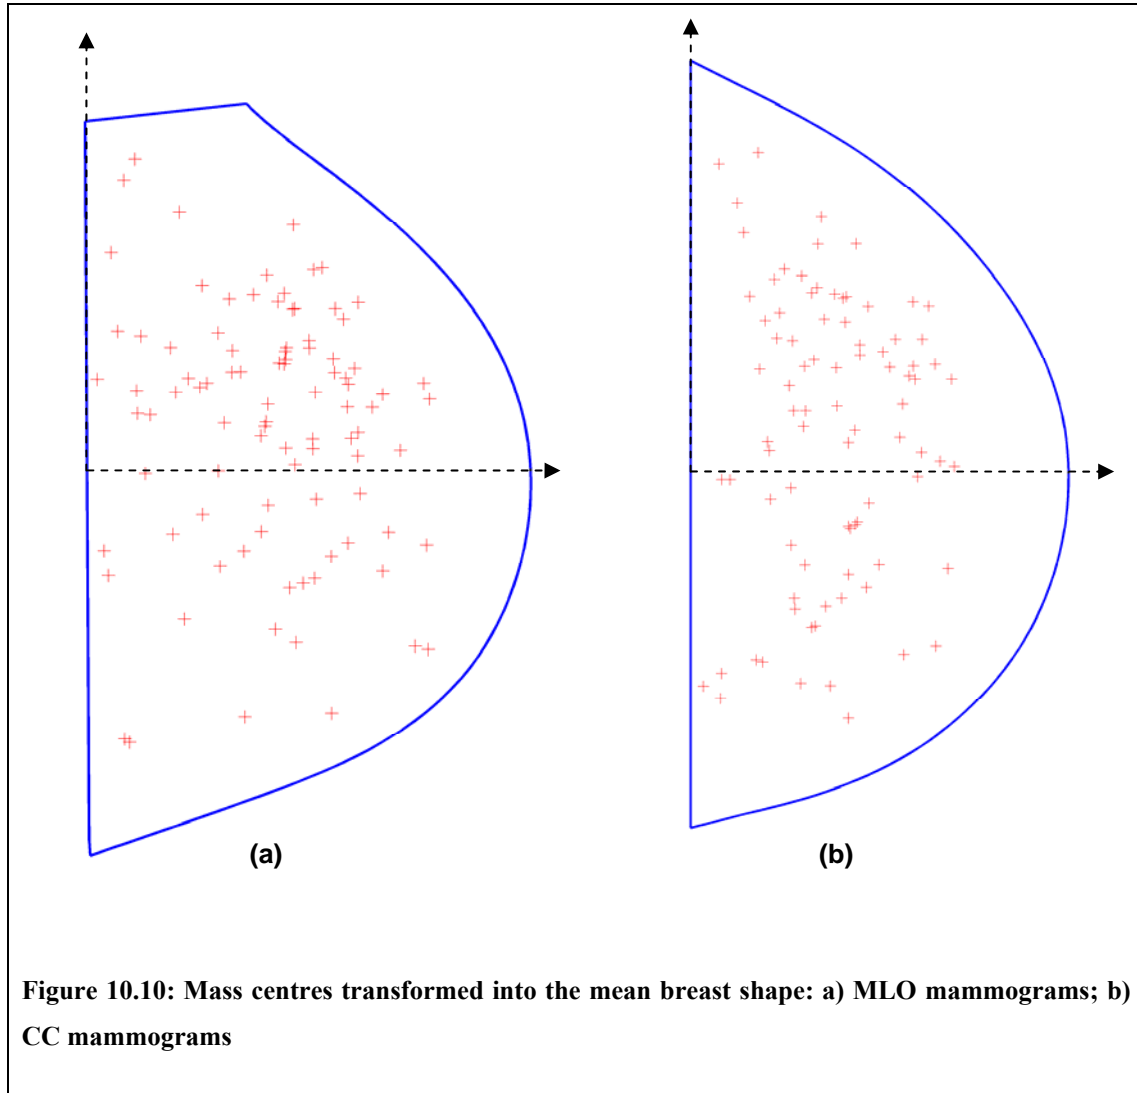 (a)
(b)
Figure 10.10: Mass centres transformed into the mean breast shape: a) MLO mammograms; b)
CC mammograms